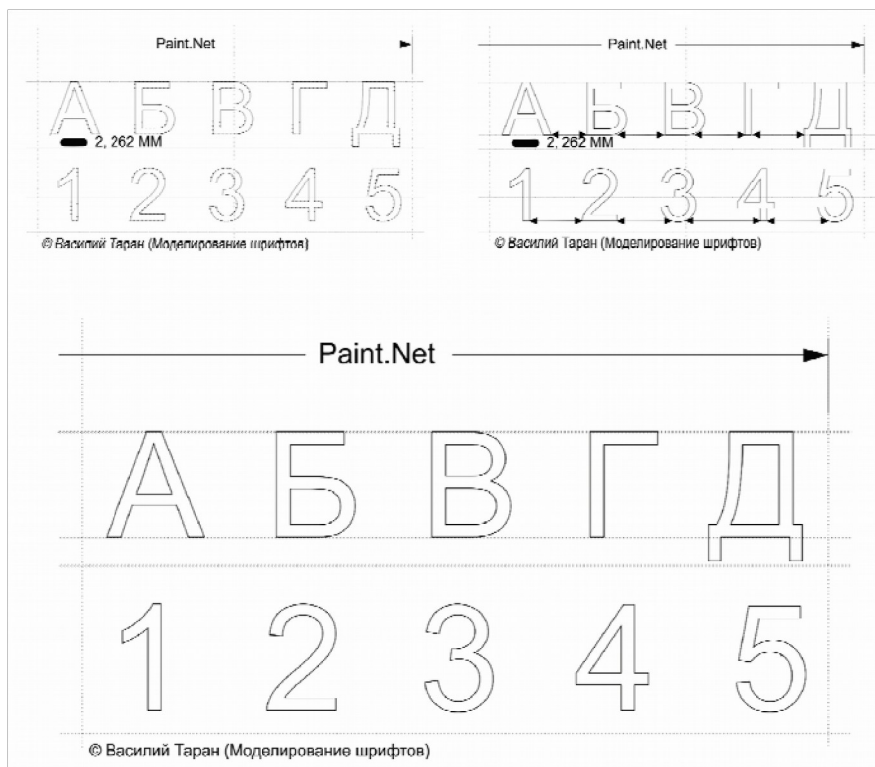 Paint.Net
А Б В Г Д
2, 262 ММ
1 2 3 4 5
© Василий Таран (Моделирование шрифтов)
Paint.Net
А Б В Г Д
2, 262 ММ
1 2 3 4 5
© Василий Таран (Моделирование шрифтов)
Paint.Net
А Б В Г Д
1 2 3 4 5
© Василий Таран (Моделирование шрифтов)